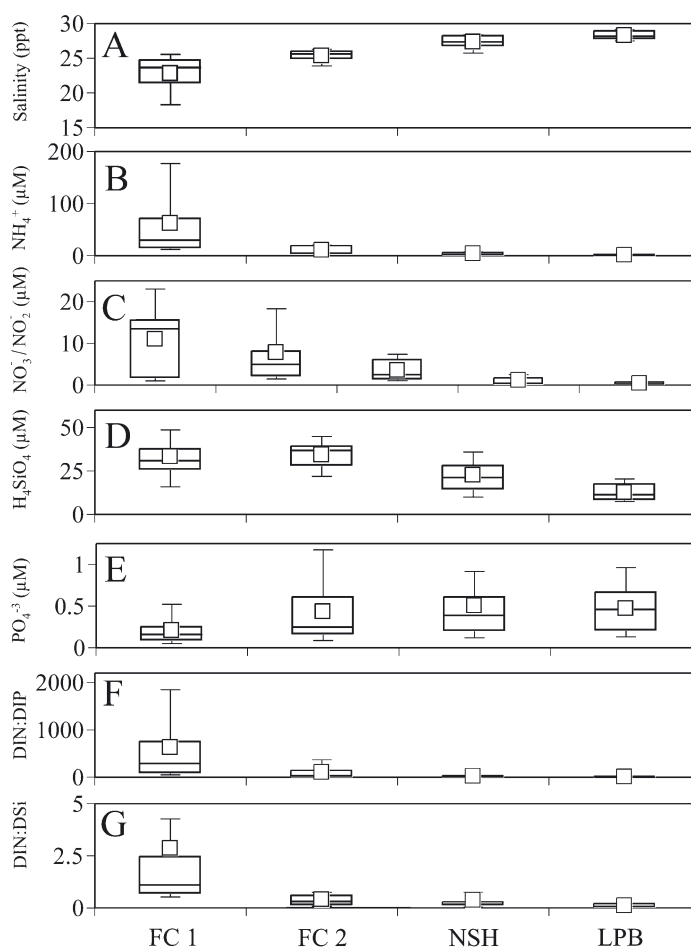 Salinity (ppt)
30
25
20
15
A
NH₄⁺ (µM)
200
100
0
B
NO₃⁻/NO₂⁻ (µM)
20
10
0
C
H₄SiO₄ (µM)
50
25
0
D
PO₄⁻³ (µM)
1
0.5
0
E
DIN:DIP
2000
1000
0
F
DIN:DSi
5
2.5
0
G
FC 1 FC 2 NSH LPB